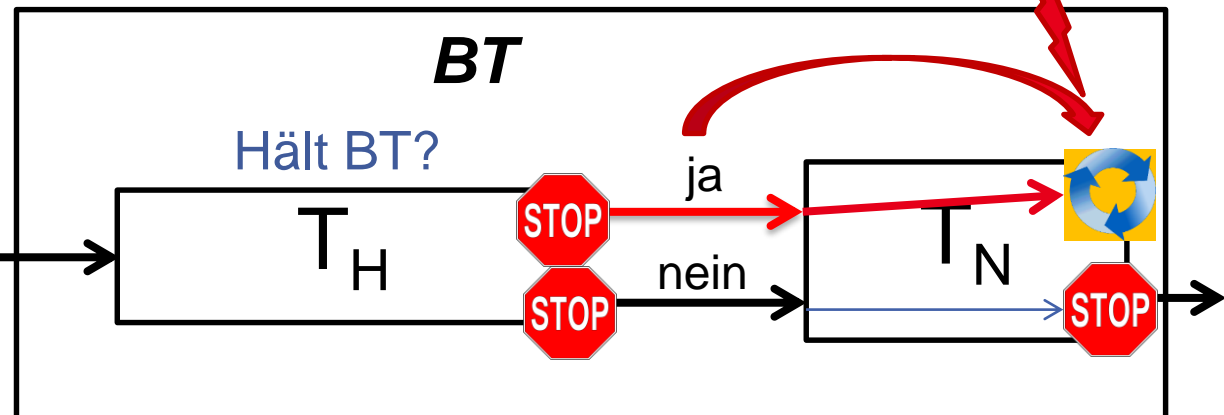 BT
Hält BT?
ja
STOP
T H
T N
nein
STOP
STOP